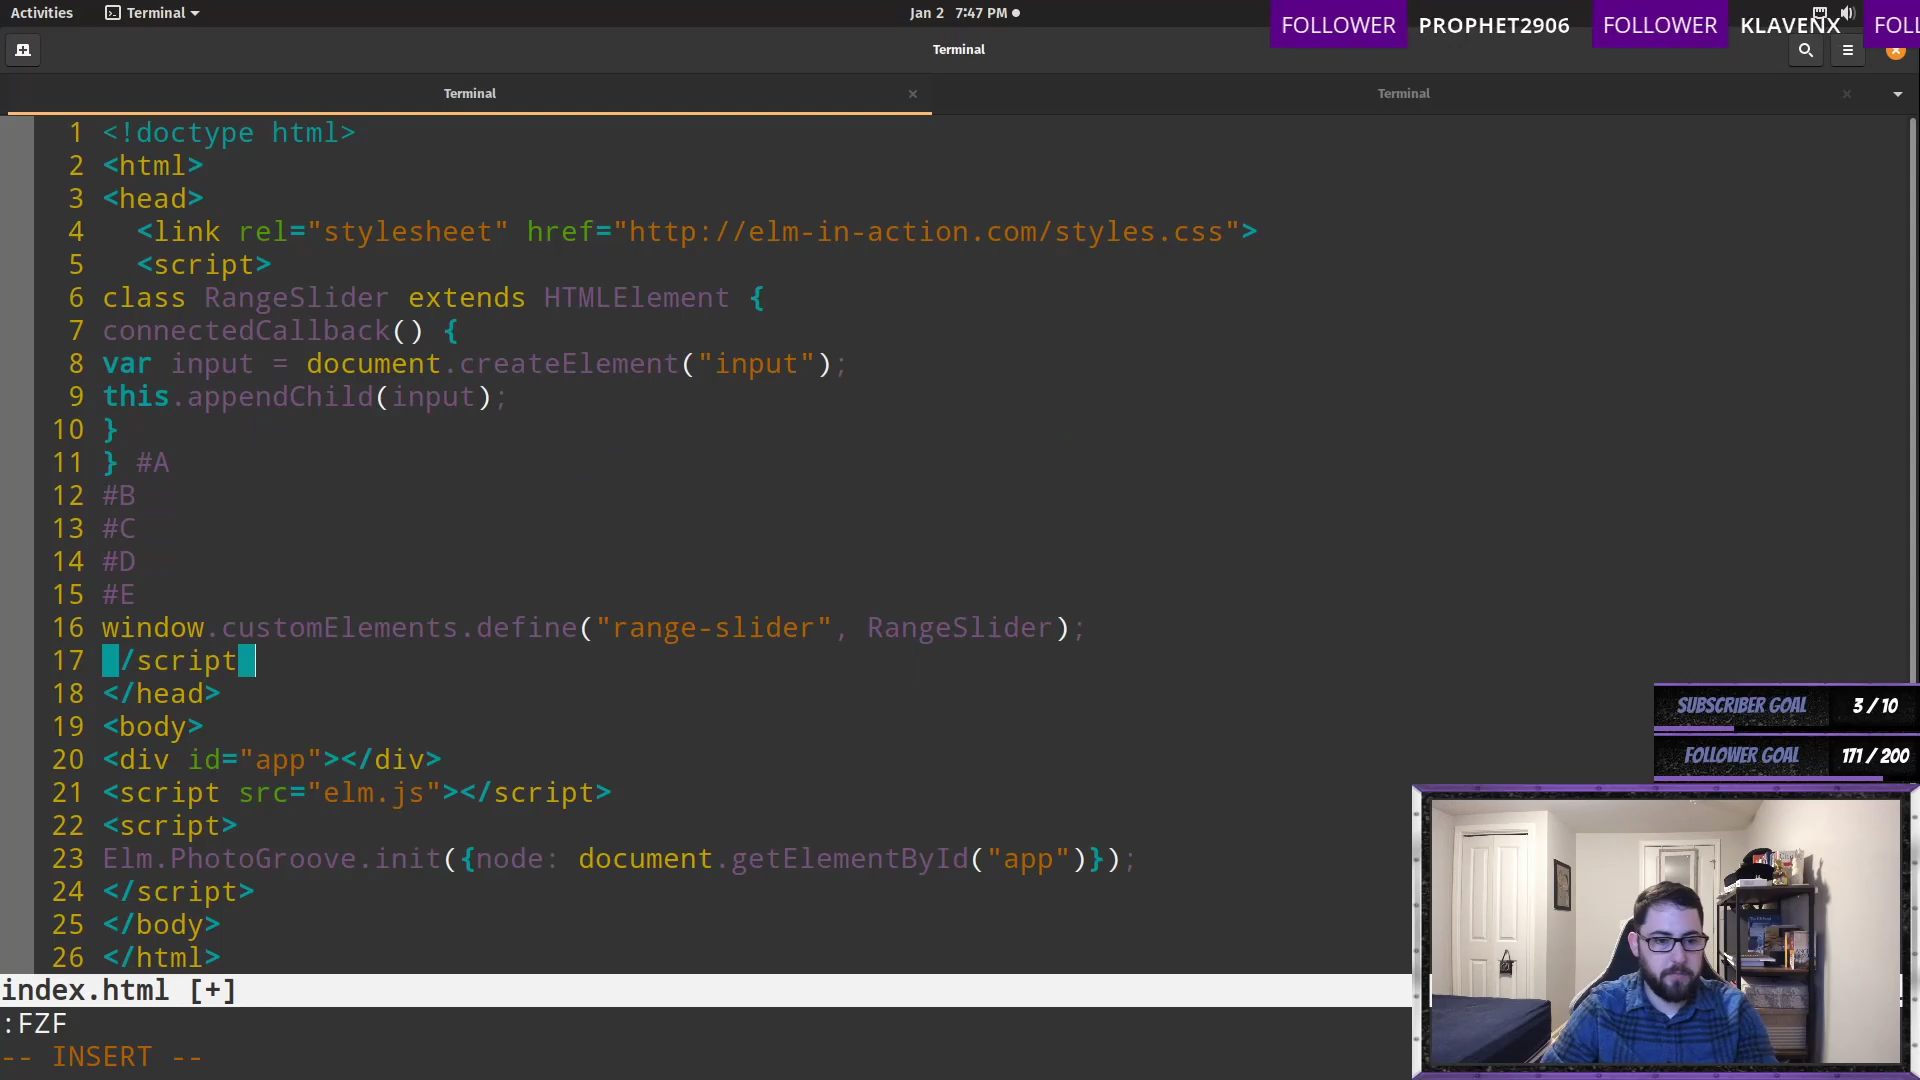 Activities Terminal Jan 2 7:47 PM
FOLLOWER PROPHET2906 FOLLOWER KLAVENX FOLL
Terminal
Terminal Terminal
1 <!doctype html>
2 <html>
3 <head>
4 <link rel="stylesheet" href="http://elm-in-action.com/styles.css">
5 <script>
6 class RangeSlider extends HTMLElement {
7 connectedCallback() {
8 var input = document.createElement("input");
9 this.appendChild(input);
10 }
11 } #A
12 #B
13 #C
14 #D
15 #E
16 window.customElements.define("range-slider", RangeSlider);
17 </script>
18 </head>
19 <body>
20 <div id="app"></div>
21 <script src="elm.js"></script>
22 <script>
23 Elm.PhotoGroove.init({node: document.getElementById("app")});
24 </script>
25 </body>
26 </html>
index.html [+]
:FZF
-- INSERT --
SUBSCRIBER GOAL 3 / 10
FOLLOWER GOAL 171 / 200